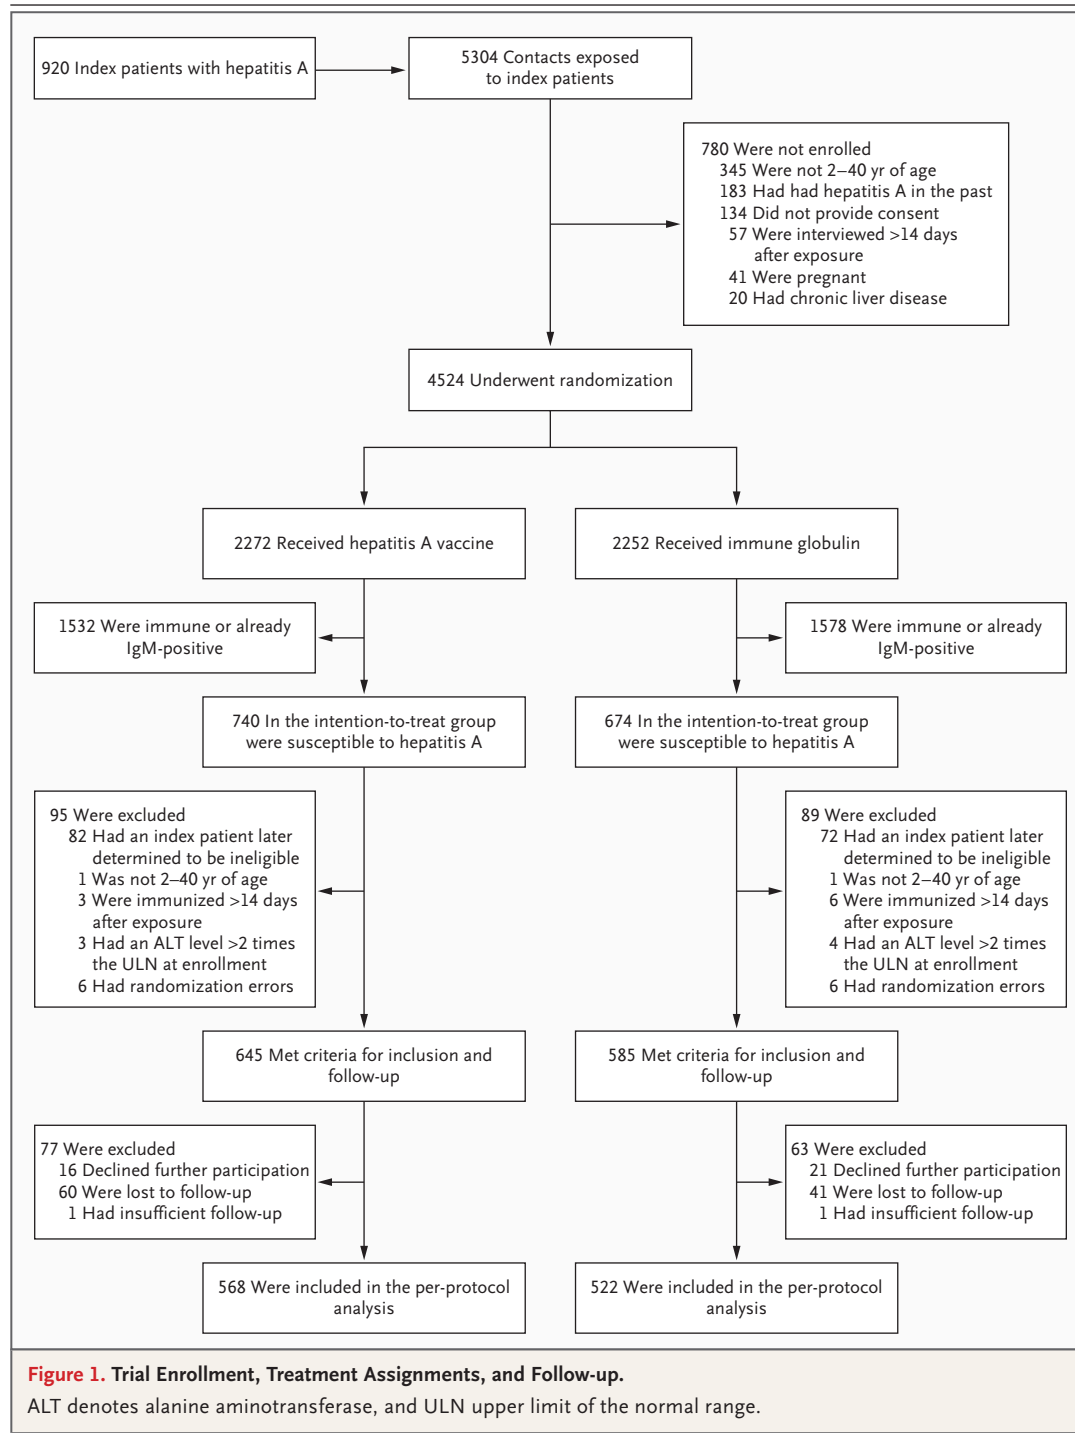 920 Index patients with hepatitis A
5304 Contacts exposed
to index patients
780 Were not enrolled
345 Were not 2–40 yr of age
183 Had had hepatitis A in the past
134 Did not provide consent
57 Were interviewed >14 days
after exposure
41 Were pregnant
20 Had chronic liver disease
4524 Underwent randomization
2272 Received hepatitis A vaccine
2252 Received immune globulin
1532 Were immune or already
IgM-positive
1578 Were immune or already
IgM-positive
740 In the intention-to-treat group
were susceptible to hepatitis A
674 In the intention-to-treat group
were susceptible to hepatitis A
95 Were excluded
82 Had an index patient later
determined to be ineligible
1 Was not 2–40 yr of age
3 Were immunized >14 days
after exposure
3 Had an ALT level >2 times
the ULN at enrollment
6 Had randomization errors
89 Were excluded
72 Had an index patient later
determined to be ineligible
1 Was not 2–40 yr of age
6 Were immunized >14 days
after exposure
4 Had an ALT level >2 times
the ULN at enrollment
6 Had randomization errors
645 Met criteria for inclusion and
follow-up
585 Met criteria for inclusion and
follow-up
77 Were excluded
16 Declined further participation
60 Were lost to follow-up
1 Had insufficient follow-up
63 Were excluded
21 Declined further participation
41 Were lost to follow-up
1 Had insufficient follow-up
568 Were included in the per-protocol
analysis
522 Were included in the per-protocol
analysis
Figure 1. Trial Enrollment, Treatment Assignments, and Follow-up.
ALT denotes alanine aminotransferase, and ULN upper limit of the normal range.